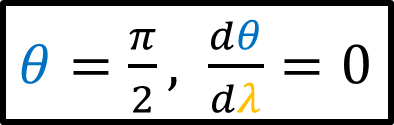 θ = π/2, dθ/dλ = 0